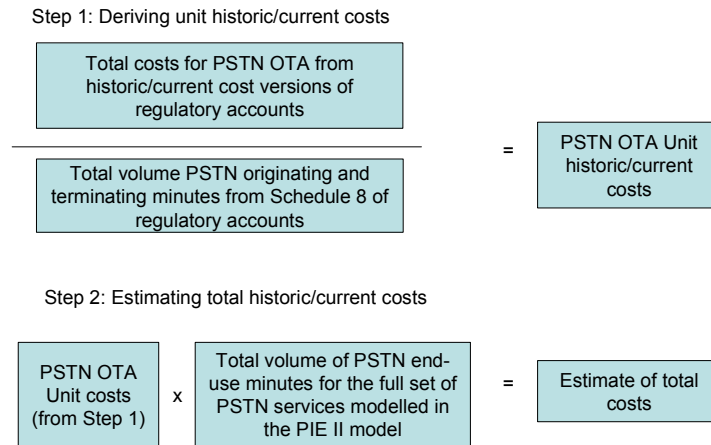 Step 1: Deriving unit historic/current costs
Total costs for PSTN OTA from
historic/current cost versions of
regulatory accounts
Total volume PSTN originating and
terminating minutes from Schedule 8 of
regulatory accounts
=
PSTN OTA Unit
historic/current
costs
Step 2: Estimating total historic/current costs
PSTN OTA
Unit costs
(from Step 1)
x
Total volume of PSTN end-
use minutes for the full set of
PSTN services modelled in
the PIE II model
=
Estimate of total
costs